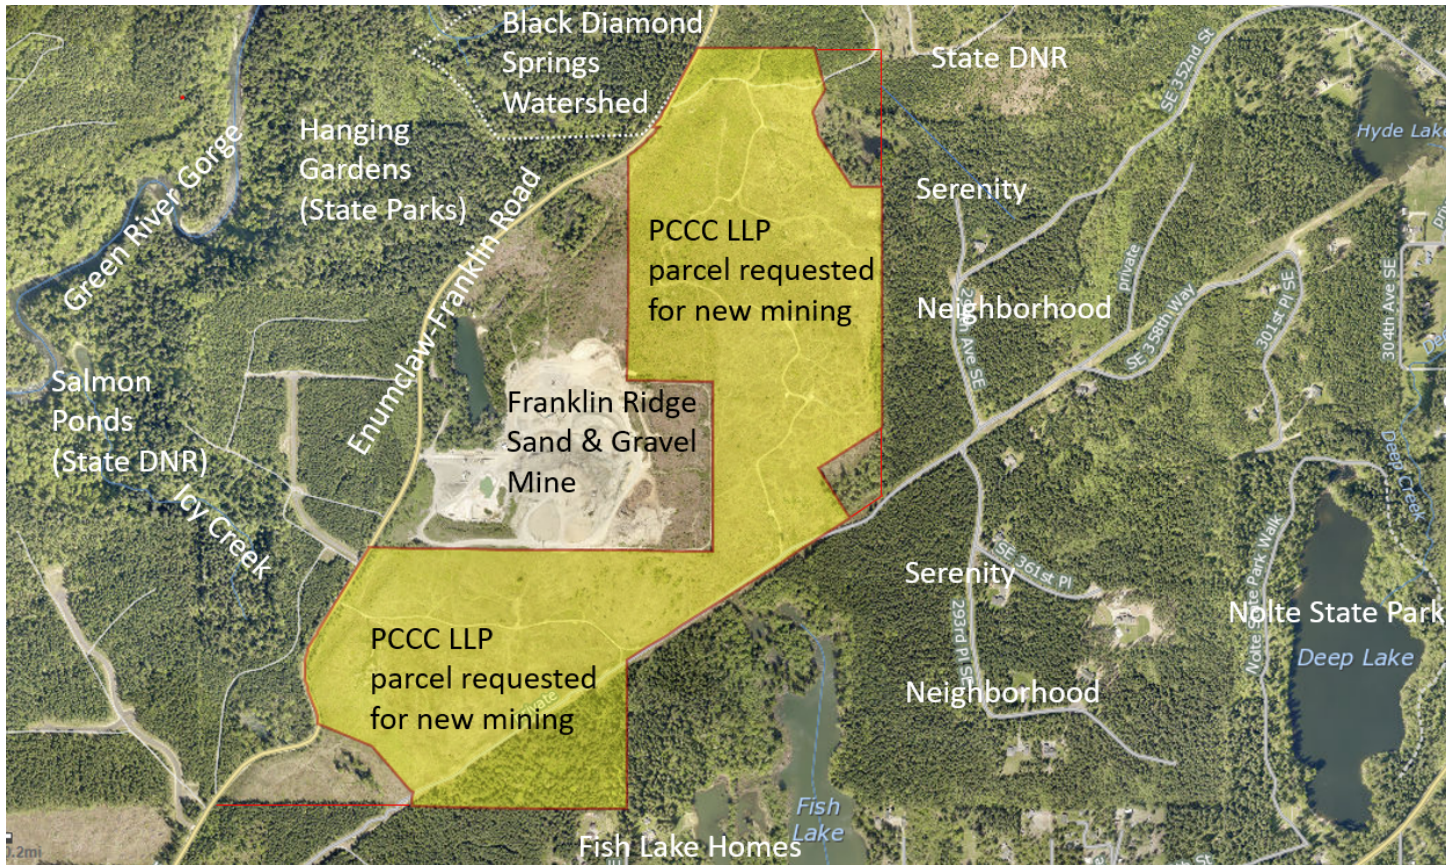 Black Diamond
Springs
Watershed
State DNR
SE 352nd St
Hyde Lake
Hanging
Gardens
(State Parks)
Green River Gorge
Enumclaw-Franklin Road
Serenity
PCCC LLP
parcel requested
for new mining
Neighborhood
private
SE 358th Way
301st Pl SE
304th Ave SE
Salmon
Ponds
(State DNR)
Icy Creek
Franklin Ridge
Sand & Gravel
Mine
Deep Creek
Serenity
SE 361st Pl
293rd Pl SE
Neighborhood
Nolte State Park Walk
Nolte State Park
Deep Lake
PCCC LLP
parcel requested
for new mining
private
Fish
Lake
Fish Lake Homes